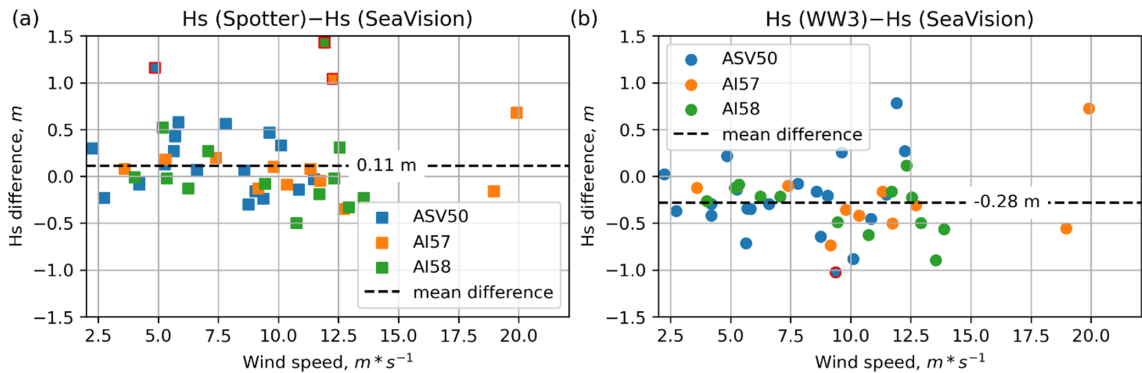 (a)
Hs (Spotter)−Hs (SeaVision)
1.5
1.0
0.5
0.0
−0.5
−1.0
−1.5
Hs difference, m
0.11 m
ASV50
AI57
AI58
mean difference
2.5 5.0 7.5 10.0 12.5 15.0 17.5 20.0
Wind speed, m * s⁻¹
(b)
Hs (WW3)−Hs (SeaVision)
1.5
1.0
0.5
0.0
−0.5
−1.0
−1.5
Hs difference, m
ASV50
AI57
AI58
mean difference
-0.28 m
2.5 5.0 7.5 10.0 12.5 15.0 17.5 20.0
Wind speed, m * s⁻¹